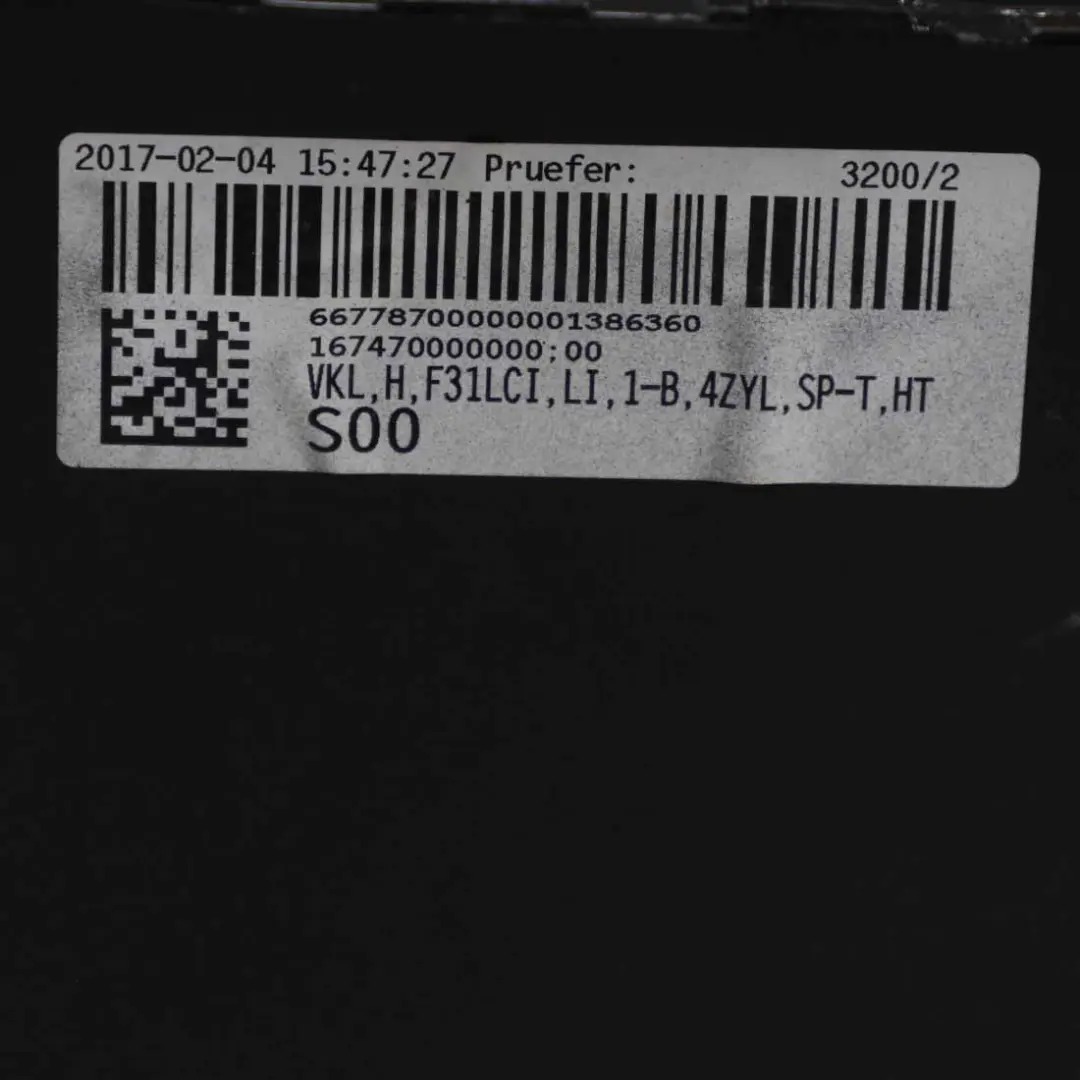 2017-02-04 15:47:27 Pruefer: 3200/2
66778700000001386360
167470000000;00
VKL,H,F31LCI,LI,1-B,4ZYL,SP-T,HT
S00